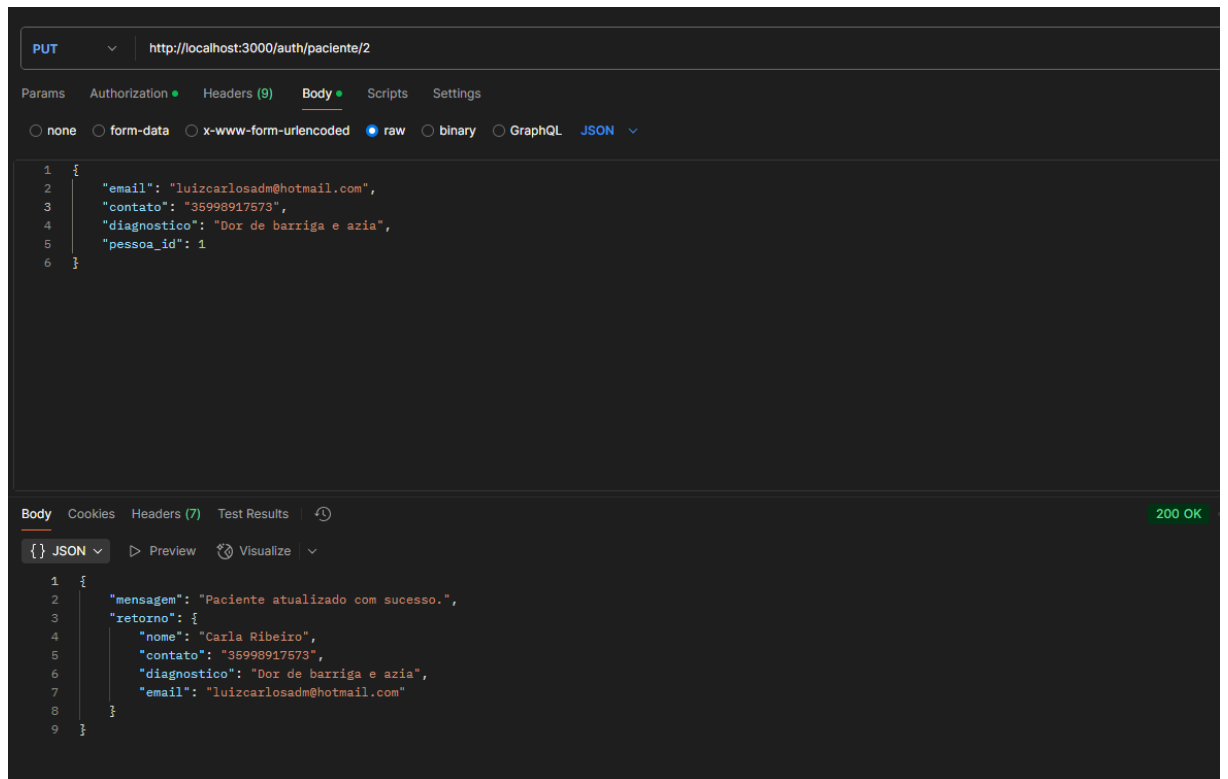 PUT http://localhost:3000/auth/paciente/2
Params Authorization Headers (9) Body Scripts Settings
none form-data x-www-form-urlencoded raw binary GraphQL JSON
1 {
2 "email": "luizcarlosadm@hotmail.com",
3 "contato": "35998917573",
4 "diagnostico": "Dor de barriga e azia",
5 "pessoa_id": 1
6 }
Body Cookies Headers (7) Test Results 200 OK
{} JSON Preview Visualize
1 {
2 "mensagem": "Paciente atualizado com sucesso.",
3 "retorno": {
4 "nome": "Carla Ribeiro",
5 "contato": "35998917573",
6 "diagnostico": "Dor de barriga e azia",
7 "email": "luizcarlosadm@hotmail.com"
8 }
9 }